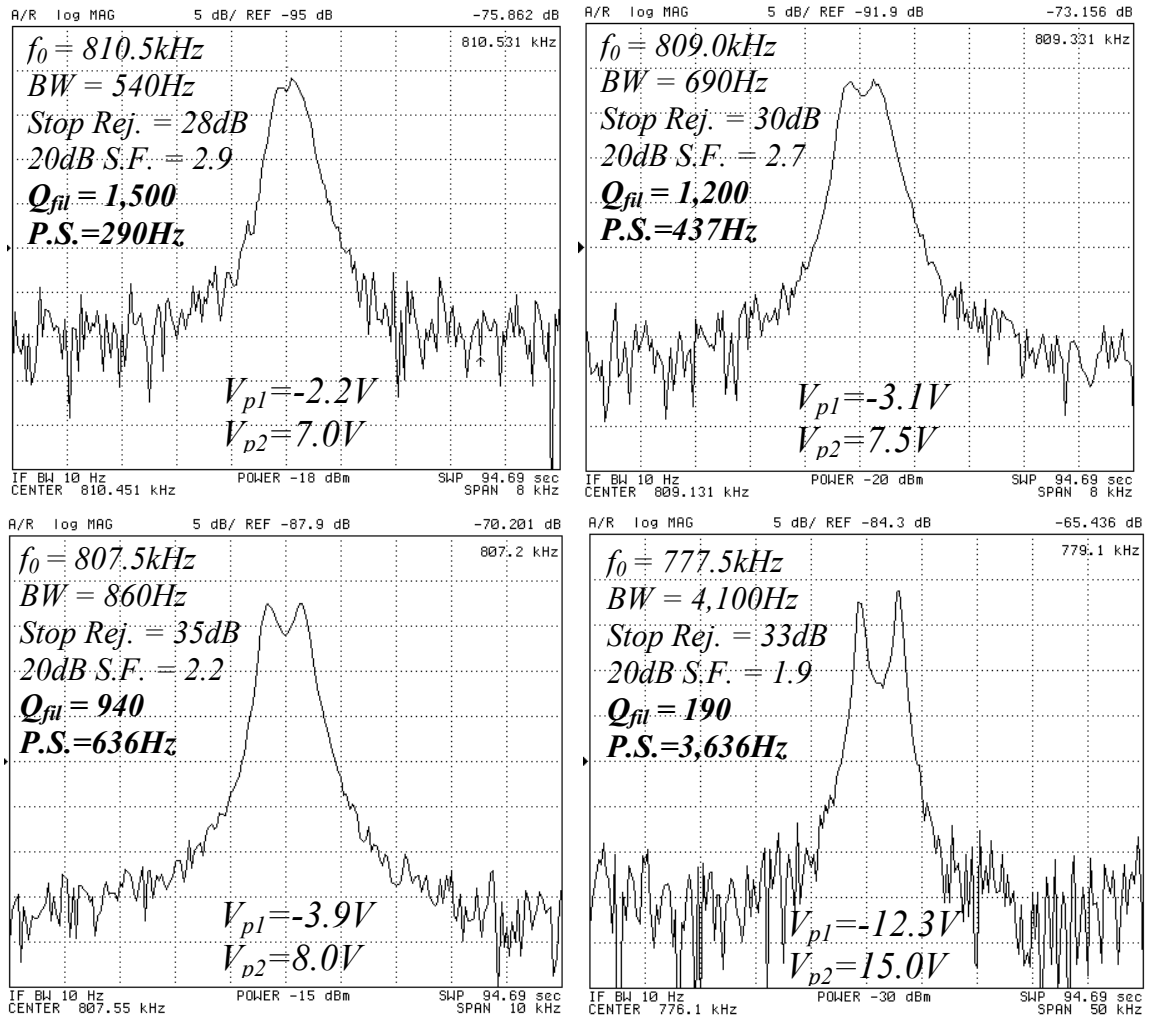 A/R log MAG 5 dB/ REF -95 dB -75.862 dB
810.531 kHz
f0 = 810.5kHz
BW = 540Hz
Stop Rej. = 28dB
20dB S.F. = 2.9
Qfil = 1,500
P.S.=290Hz
Vp1=-2.2V
Vp2=7.0V
IF BW 10 Hz POWER -18 dBm SWP 94.69 sec
CENTER 810.451 kHz SPAN 8 kHz
A/R log MAG 5 dB/ REF -91.9 dB -73.156 dB
809.331 kHz
f0 = 809.0kHz
BW = 690Hz
Stop Rej. = 30dB
20dB S.F. = 2.7
Qfil = 1,200
P.S.=437Hz
Vp1=-3.1V
Vp2=7.5V
IF BW 10 Hz POWER -20 dBm SWP 94.69 sec
CENTER 809.131 kHz SPAN 8 kHz
A/R log MAG 5 dB/ REF -87.9 dB -70.201 dB
807.2 kHz
f0 = 807.5kHz
BW = 860Hz
Stop Rej. = 35dB
20dB S.F. = 2.2
Qfil = 940
P.S.=636Hz
Vp1=-3.9V
Vp2=8.0V
IF BW 10 Hz POWER -15 dBm SWP 94.69 sec
CENTER 807.55 kHz SPAN 10 kHz
A/R log MAG 5 dB/ REF -84.3 dB -65.436 dB
779.1 kHz
f0 = 777.5kHz
BW = 4,100Hz
Stop Rej. = 33dB
20dB S.F. = 1.9
Qfil = 190
P.S.=3,636Hz
Vp1=-12.3V
Vp2=15.0V
IF BW 10 Hz POWER -30 dBm SWP 94.69 sec
CENTER 776.1 kHz SPAN 50 kHz